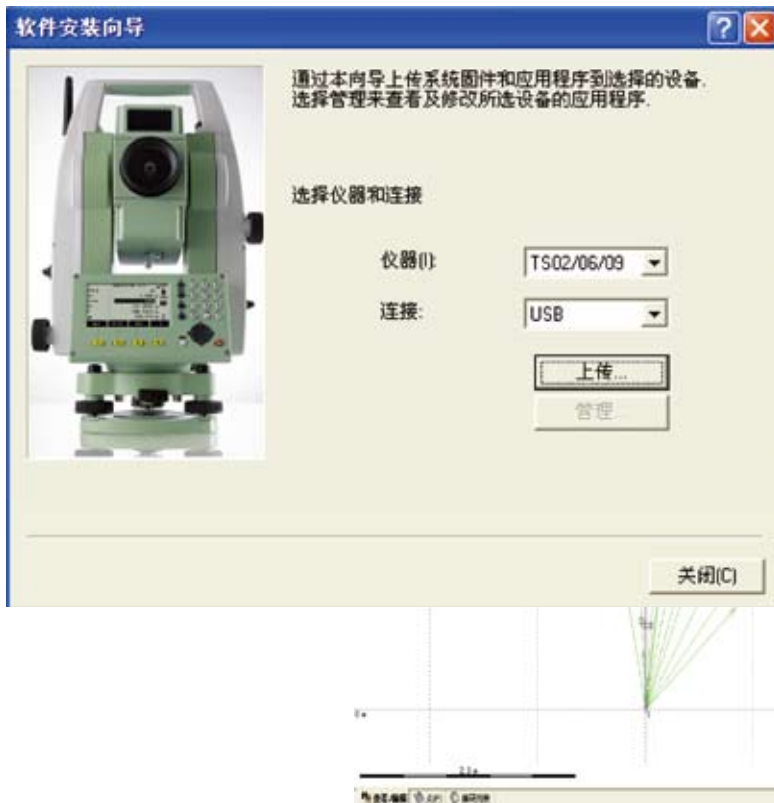 软件安装向导
通过本向导上传系统固件和应用程序到选择的设备.
选择管理来查看及修改所选设备的应用程序.
选择仪器和连接
仪器(I):
TS02/06/09
连接:
USB
上传...
管理
关闭(C)